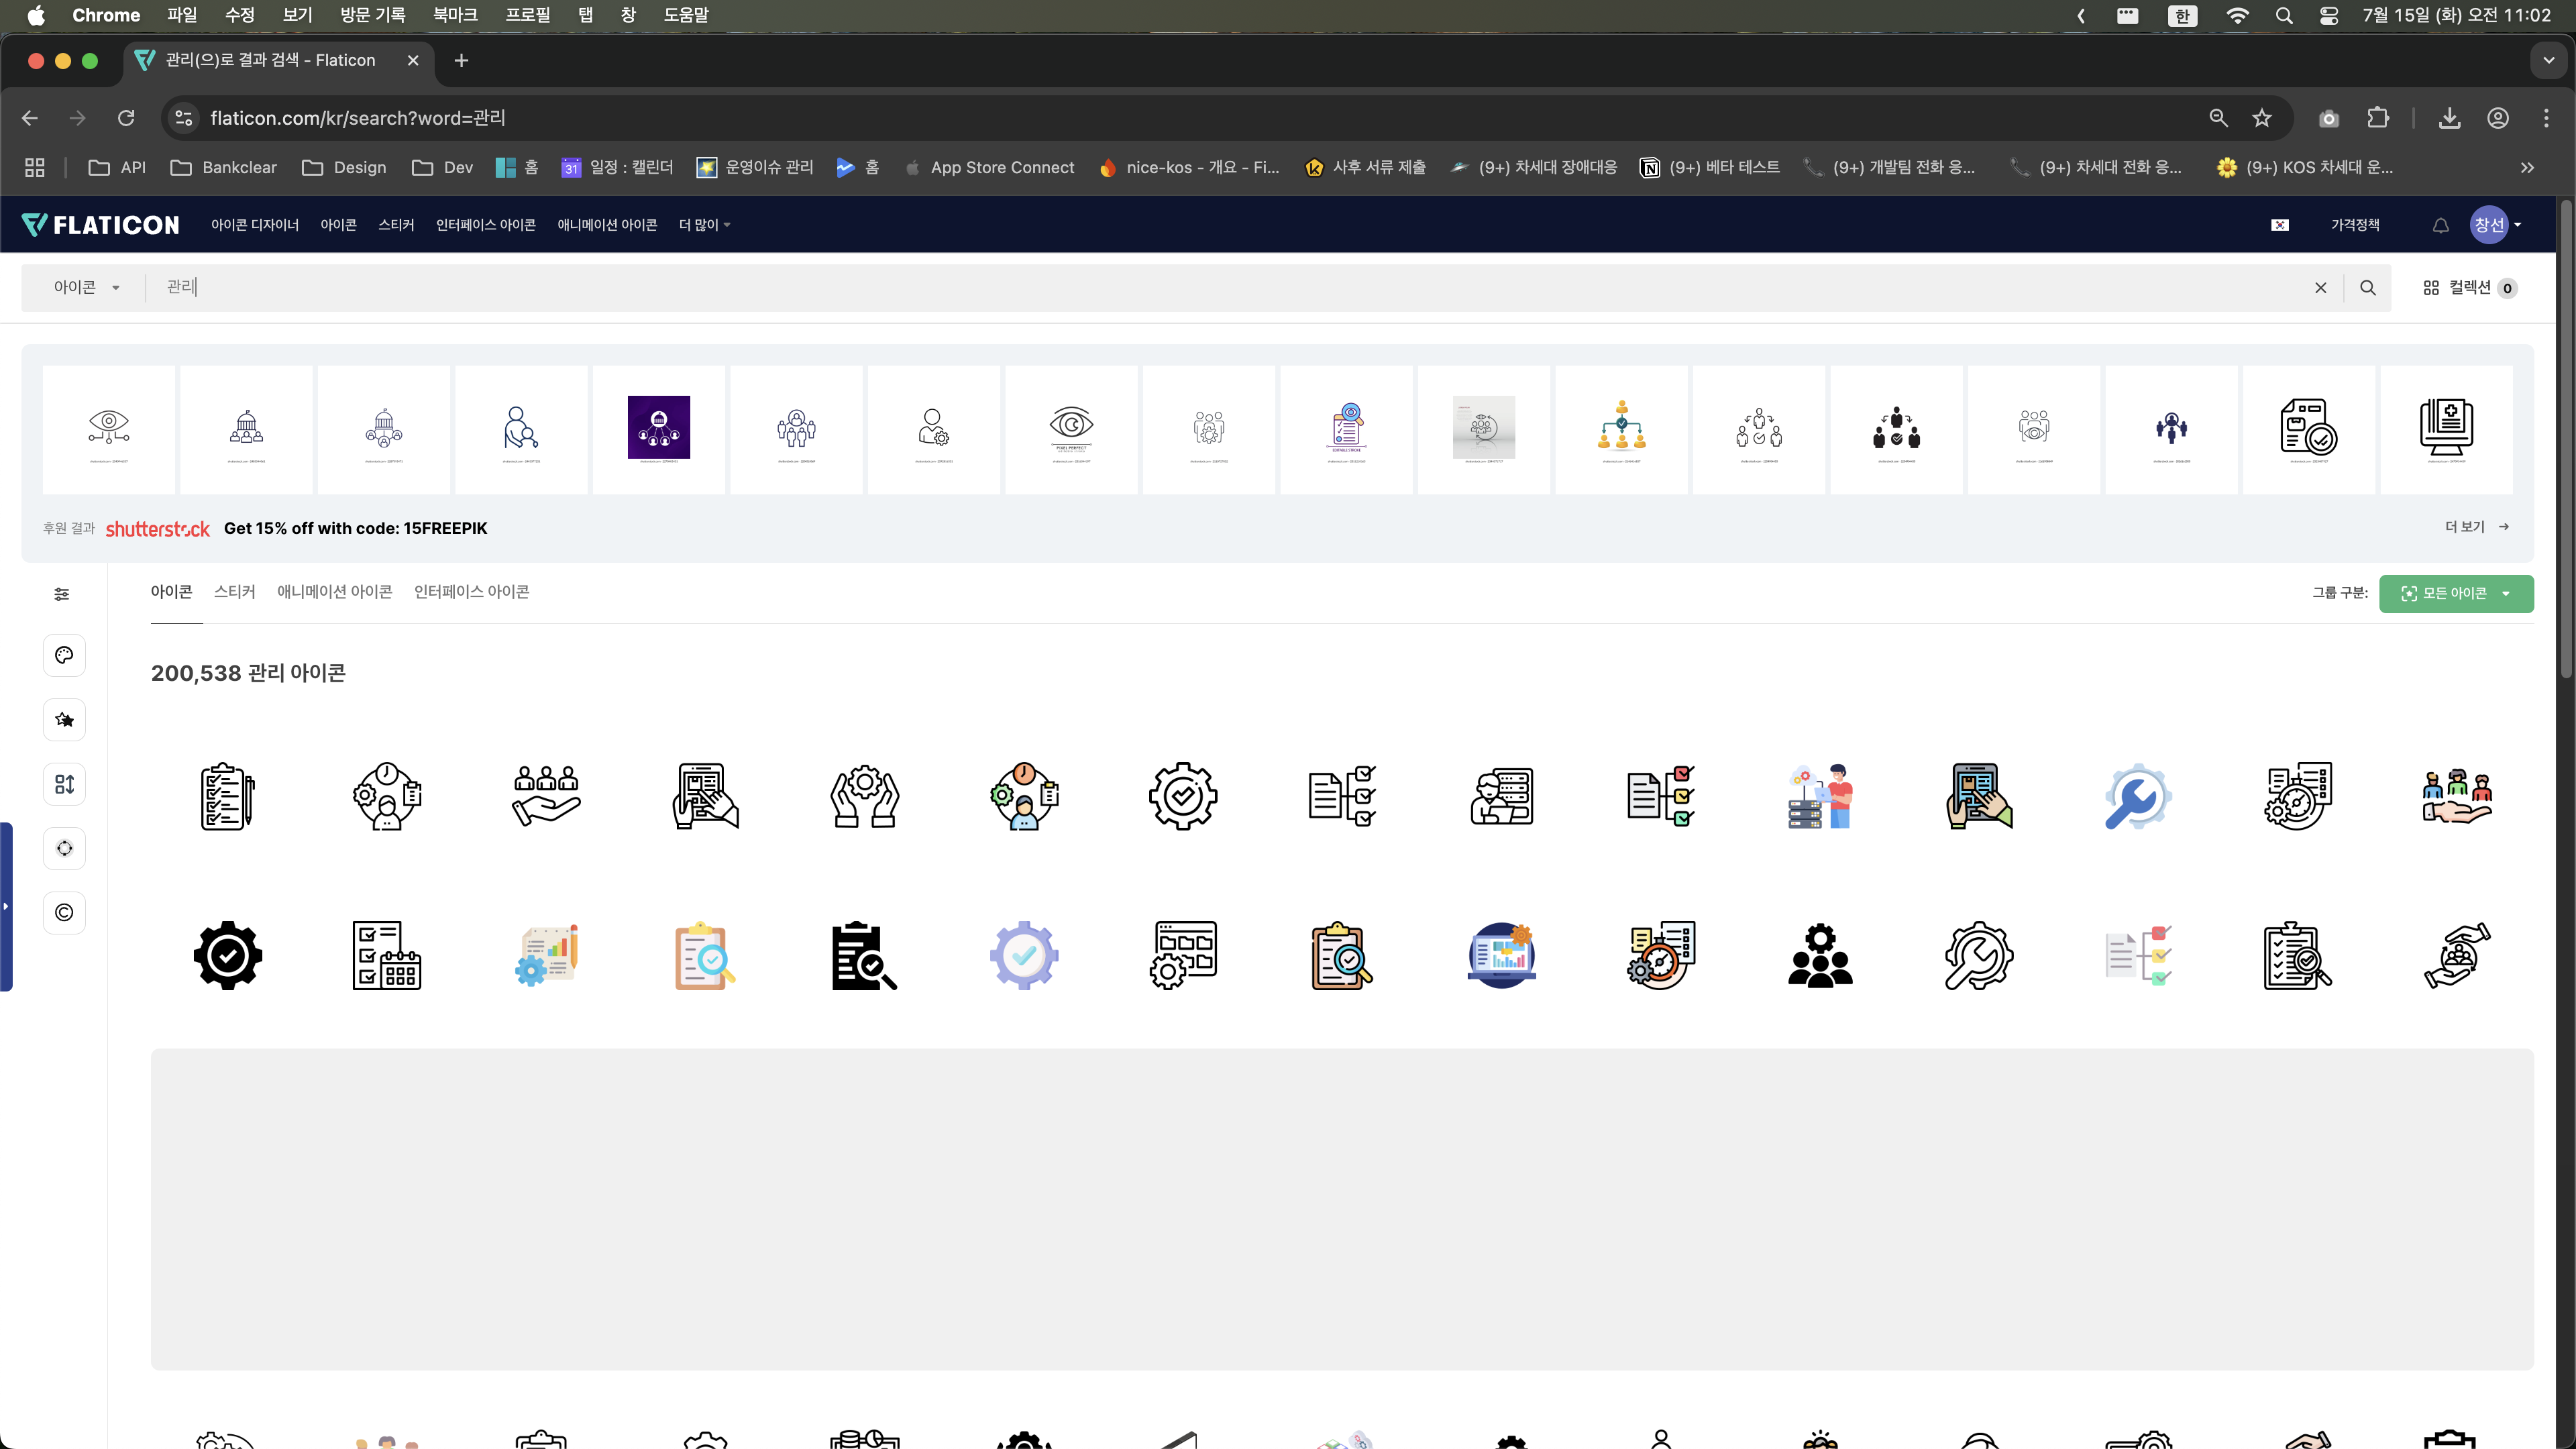 Chrome 파일 수정 보기 방문 기록 북마크 프로필 탭 창 도움말 한 7월 15일 (화) 오전 11:02
관리(으)로 결과 검색 - Flaticon
flaticon.com/kr/search?word=관리
API Bankclear Design Dev 홈 31 일정 : 캘린더 운영이슈 관리 홈 App Store Connect nice-kos - 개요 - Fi... 사후 서류 제출 (9+) 차세대 장애대응 (9+) 베타 테스트 (9+) 개발팀 전화 응... (9+) 차세대 전화 응... (9+) KOS 차세대 운...
FLATICON 아이콘 디자이너 아이콘 스티커 인터페이스 아이콘 애니메이션 아이콘 더 많이 가격정책 창선
아이콘 관리 컬렉션 0
PIXEL PERFECT
EDITABLE STROKE
후원 결과 shutterstock Get 15% off with code: 15FREEPIK 더 보기 →
아이콘 스티커 애니메이션 아이콘 인터페이스 아이콘 그룹 구분: 모든 아이콘
200,538 관리 아이콘